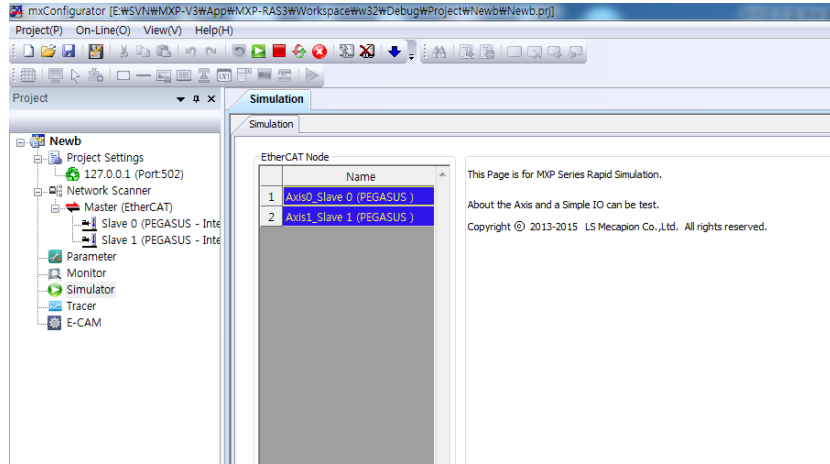 mxConfigurator [E:₩SVN₩MXP-V3₩App₩MXP-RAS3₩Workspace₩w32₩Debug₩Project₩Newb₩Newb.prj]
Project(P) On-Line(O) View(V) Help(H)
Project
Simulation
Simulation
Newb
Project Settings
127.0.0.1 (Port:502)
Network Scanner
Master (EtherCAT)
Slave 0 (PEGASUS - Inte
Slave 1 (PEGASUS - Inte
Parameter
Monitor
Simulator
Tracer
E-CAM
EtherCAT Node
Name
1 Axis0_Slave 0 (PEGASUS )
2 Axis1_Slave 1 (PEGASUS )
This Page is for MXP Series Rapid Simulation.
About the Axis and a Simple IO can be test.
Copyright ⓒ 2013-2015 LS Mecapion Co.,Ltd. All rights reserved.